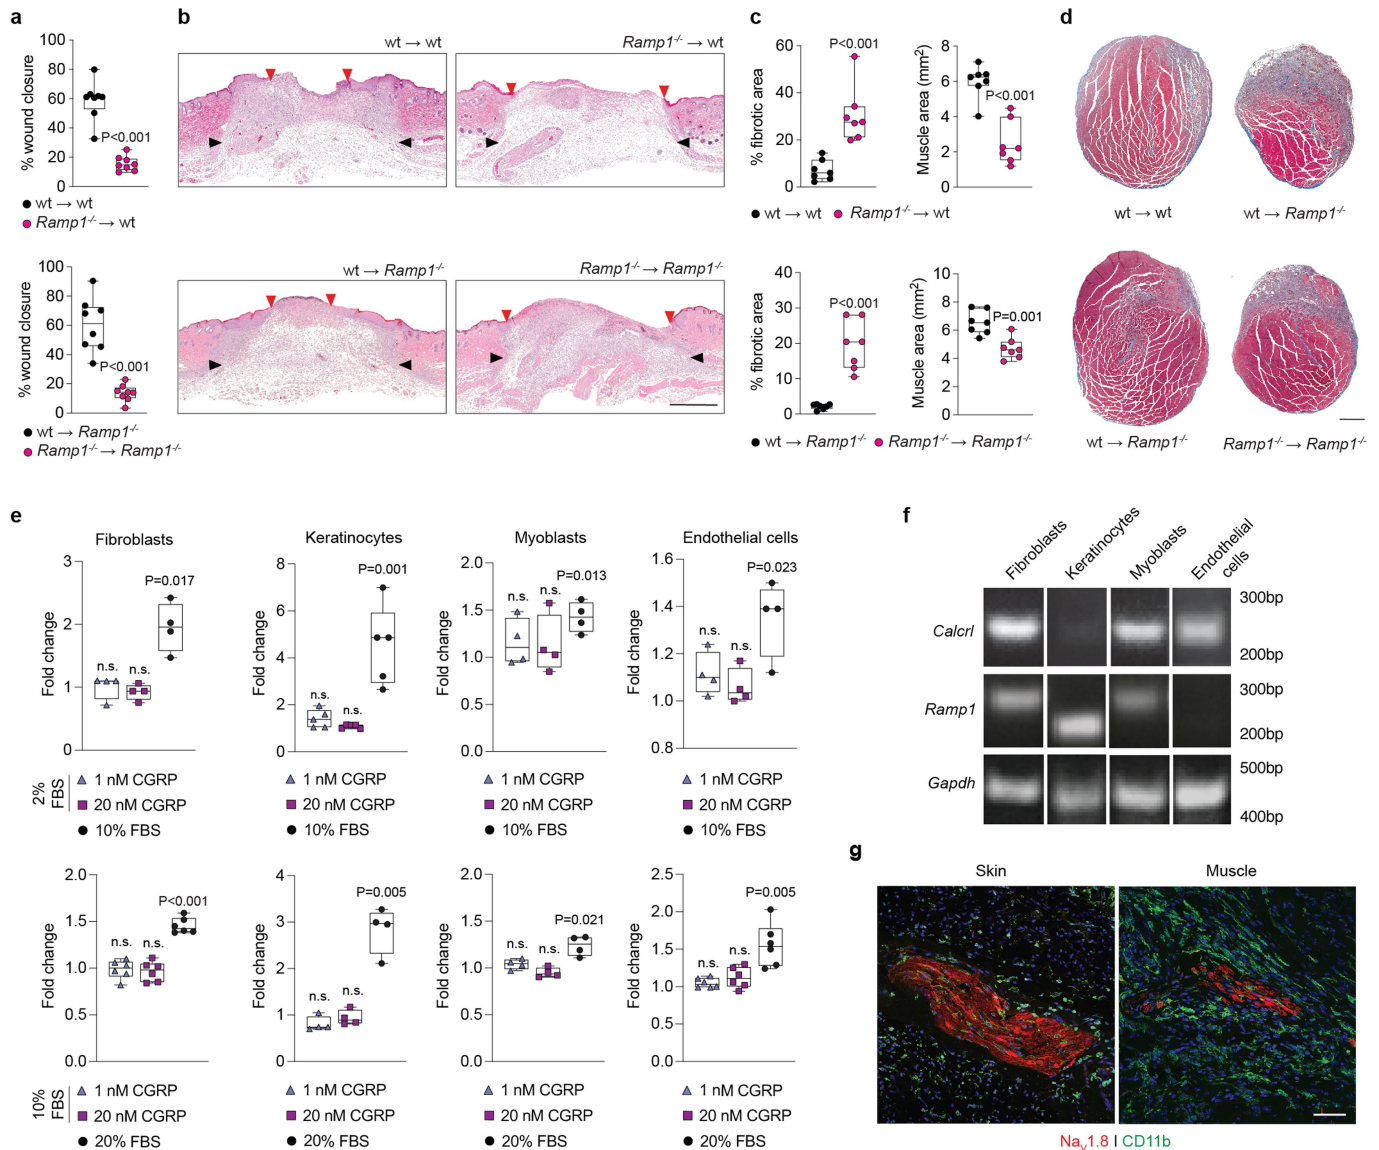 a
% wound closure
100
80
60
40
20
0
P<0.001
wt → wt
Ramp1-/- → wt
% wound closure
100
80
60
40
20
0
P<0.001
wt → Ramp1-/-
Ramp1-/- → Ramp1-/-
b
wt → wt
Ramp1-/- → wt
wt → Ramp1-/-
Ramp1-/- → Ramp1-/-
c
% fibrotic area
60
40
20
0
P<0.001
Muscle area (mm2)
8
6
4
2
0
P<0.001
wt → wt
Ramp1-/- → wt
% fibrotic area
40
30
20
10
0
P<0.001
Muscle area (mm2)
10
8
6
4
2
0
P=0.001
wt → Ramp1-/-
Ramp1-/- → Ramp1-/-
d
wt → wt
wt → Ramp1-/-
wt → Ramp1-/-
Ramp1-/- → Ramp1-/-
e
Fibroblasts
Fold change
3
2
1
0
n.s.
n.s.
P=0.017
Keratinocytes
Fold change
8
6
4
2
0
n.s.
n.s.
P=0.001
Myoblasts
Fold change
2.0
1.5
1.0
0.5
0.0
n.s.
n.s.
P=0.013
Endothelial cells
Fold change
1.6
1.4
1.2
1.0
0.8
n.s.
n.s.
P=0.023
2%
FBS
1 nM CGRP
20 nM CGRP
10% FBS
1 nM CGRP
20 nM CGRP
10% FBS
1 nM CGRP
20 nM CGRP
10% FBS
1 nM CGRP
20 nM CGRP
10% FBS
Fold change
2.0
1.5
1.0
0.5
0.0
n.s.
n.s.
P<0.001
Fold change
4
3
2
1
0
n.s.
n.s.
P=0.005
Fold change
2.0
1.5
1.0
0.5
0.0
n.s.
n.s.
P=0.021
Fold change
2.5
2.0
1.5
1.0
0.5
0.0
n.s.
n.s.
P=0.005
10%
FBS
1 nM CGRP
20 nM CGRP
20% FBS
1 nM CGRP
20 nM CGRP
20% FBS
1 nM CGRP
20 nM CGRP
20% FBS
1 nM CGRP
20 nM CGRP
20% FBS
f
Fibroblasts
Keratinocytes
Myoblasts
Endothelial
cells
Calcrl
300bp
200bp
Ramp1
300bp
200bp
Gapdh
500bp
400bp
g
Skin
Muscle
NaV1.8 | CD11b